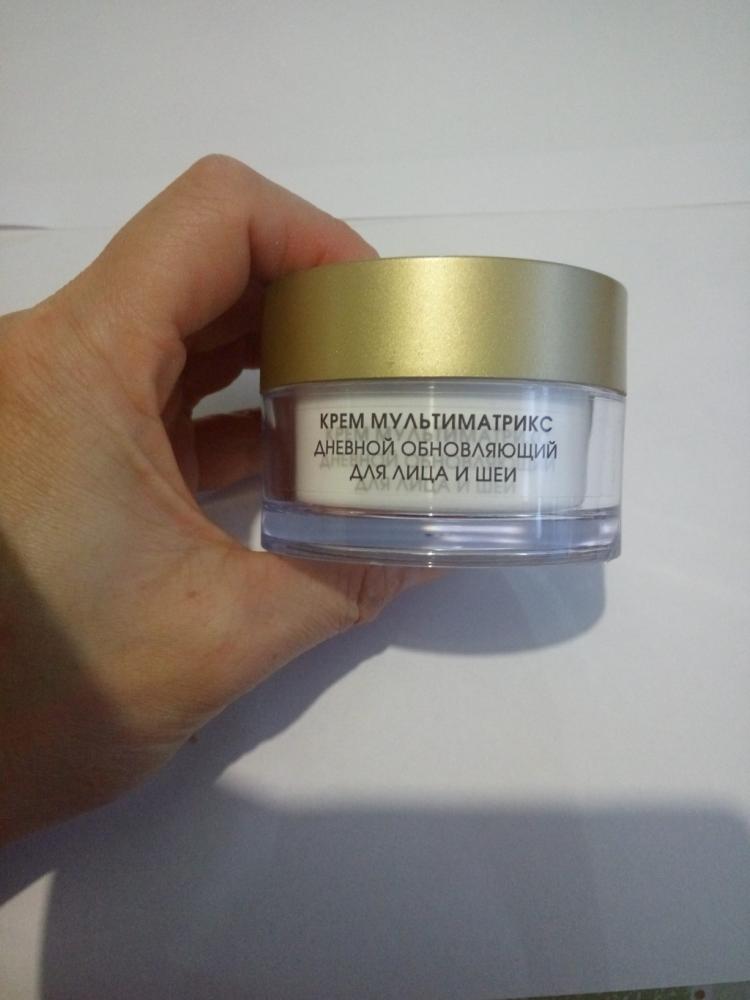 КРЕМ МУЛЬТИМАТРИКС
ДНЕВНОЙ ОБНОВЛЯЮЩИЙ
ДЛЯ ЛИЦА И ШЕИ